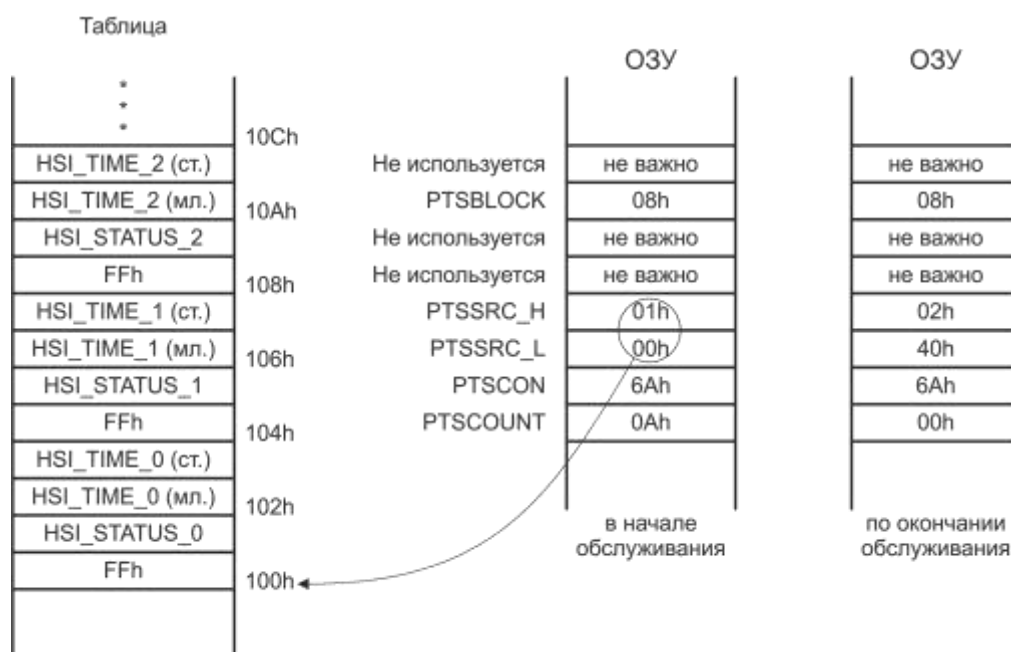 Таблица
ОЗУ
ОЗУ
*
*
*
10Ch
HSI_TIME_2 (ст.)
Не используется
не важно
не важно
HSI_TIME_2 (мл.)
10Ah
PTSBLOCK
08h
08h
HSI_STATUS_2
Не используется
не важно
не важно
FFh
108h
Не используется
не важно
не важно
HSI_TIME_1 (ст.)
PTSSRC_H
01h
02h
HSI_TIME_1 (мл.)
106h
PTSSRC_L
00h
40h
HSI_STATUS_1
PTSCON
6Ah
6Ah
FFh
104h
PTSCOUNT
0Ah
00h
HSI_TIME_0 (ст.)
HSI_TIME_0 (мл.)
102h
HSI_STATUS_0
FFh
100h
в начале
обслуживания
по окончании
обслуживания